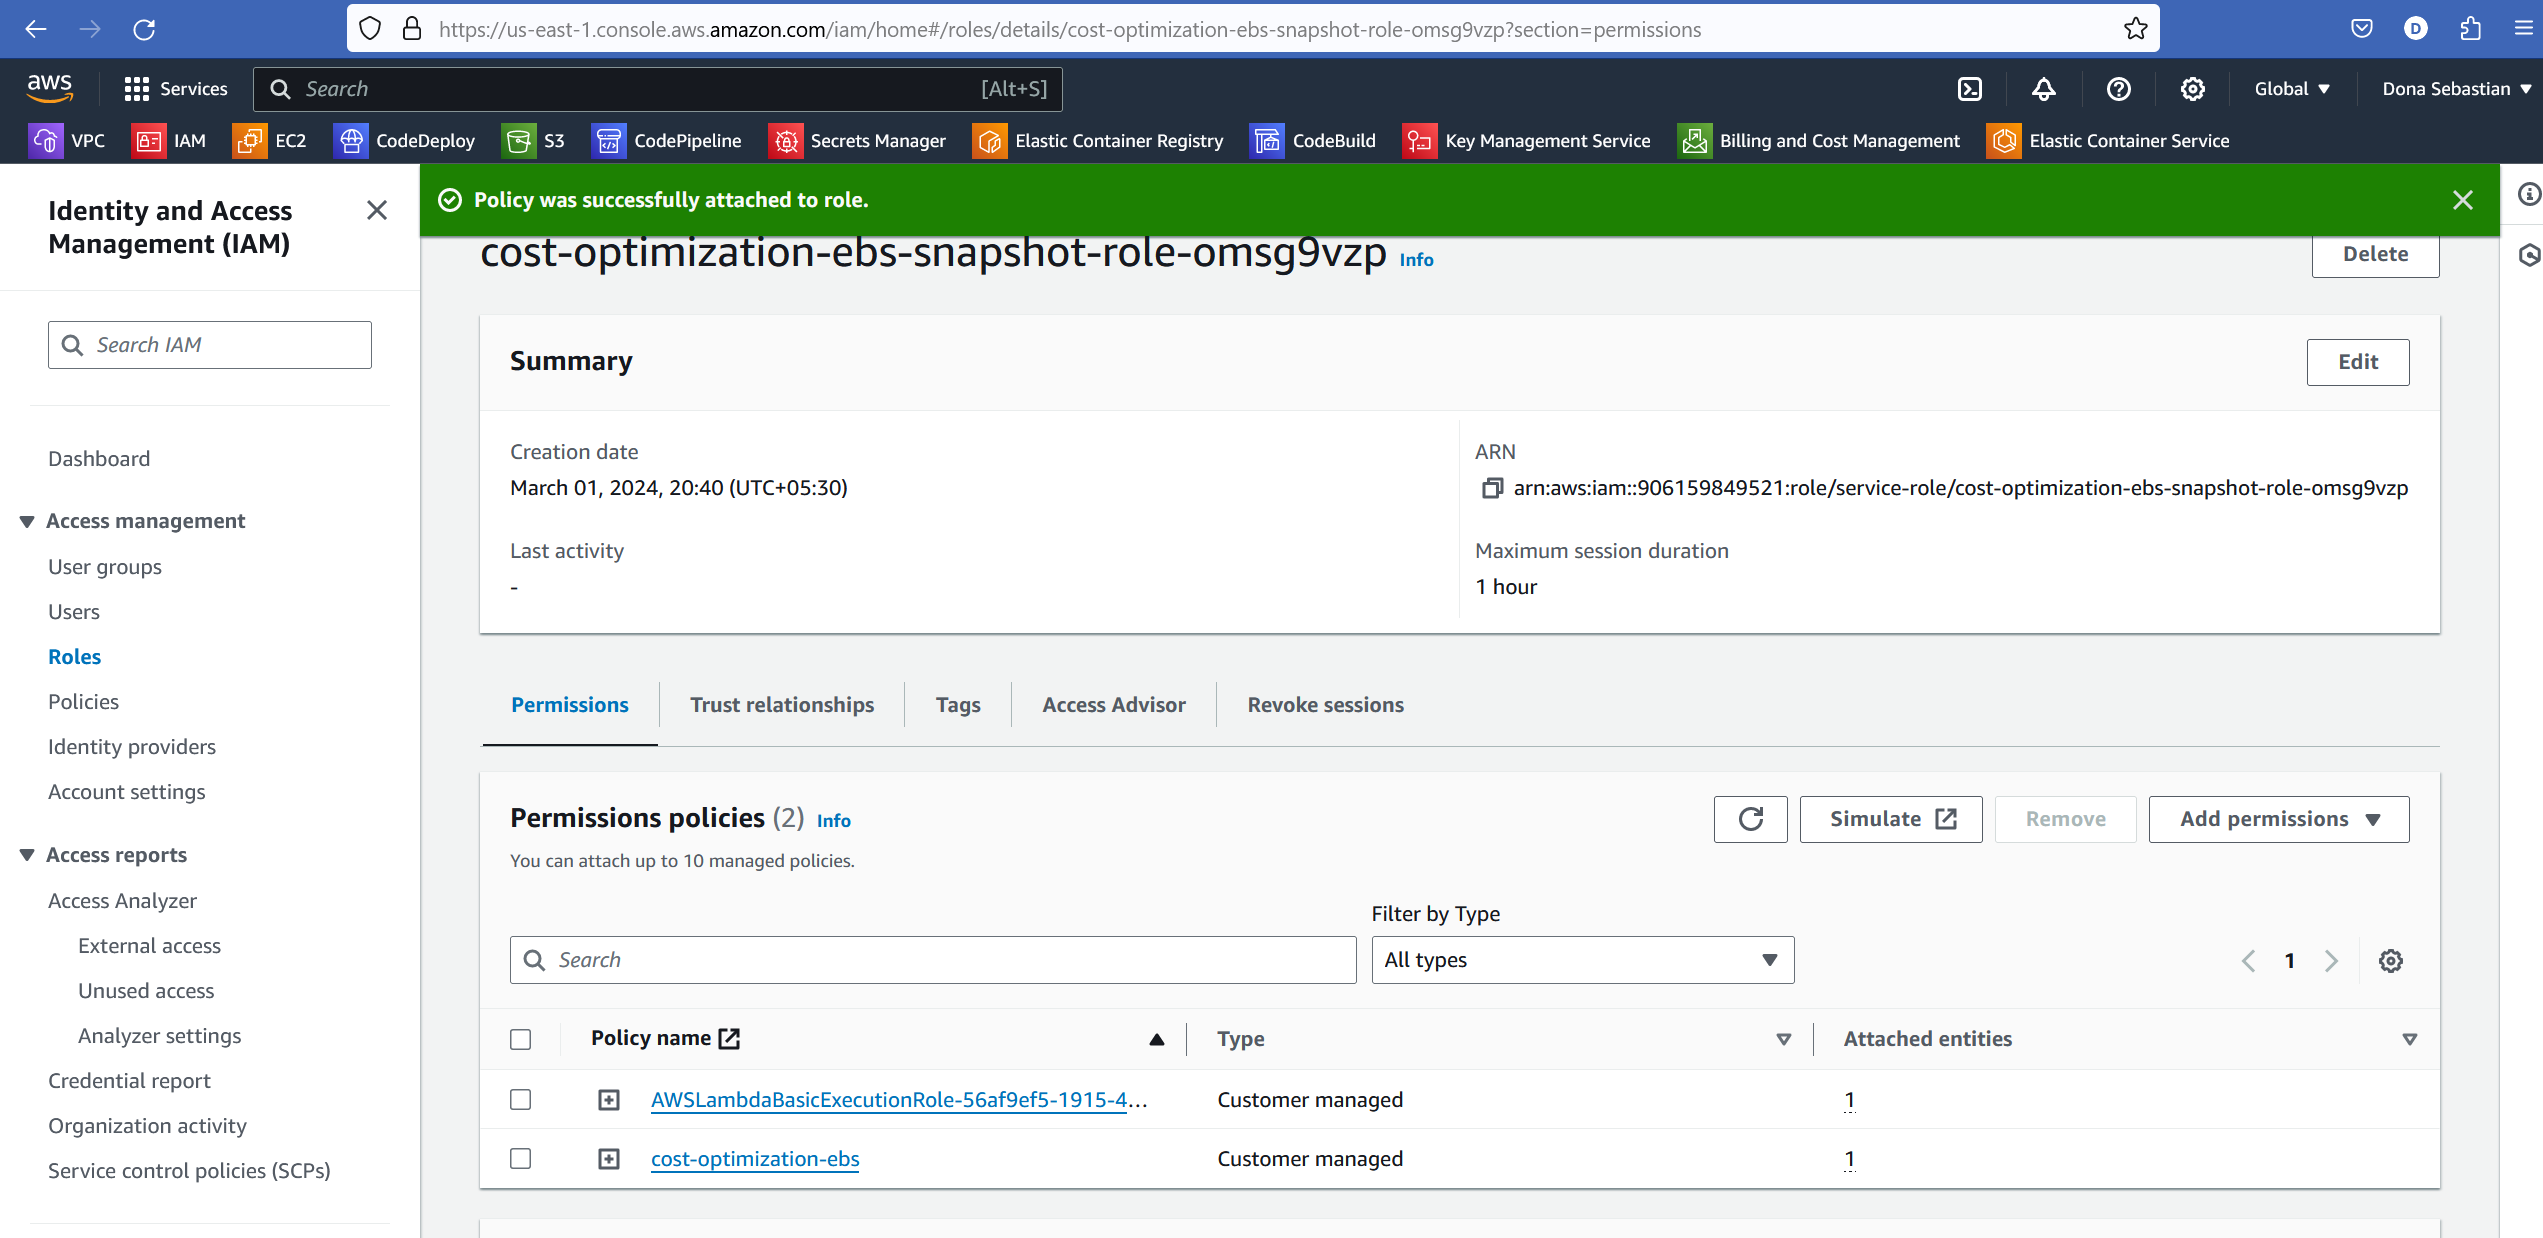 https://us-east-1.console.aws.amazon.com/iam/home#/roles/details/cost-optimization-ebs-snapshot-role-omsg9vzp?section=permissions
D
aws Services Search [Alt+S] Global Dona Sebastian
VPC IAM EC2 CodeDeploy S3 CodePipeline Secrets Manager Elastic Container Registry CodeBuild Key Management Service Billing and Cost Management Elastic Container Service
Identity and Access
Management (IAM)
Search IAM
Dashboard
Access management
User groups
Users
Roles
Policies
Identity providers
Account settings
Access reports
Access Analyzer
External access
Unused access
Analyzer settings
Credential report
Organization activity
Service control policies (SCPs)
Policy was successfully attached to role.
cost-optimization-ebs-snapshot-role-omsg9vzp Info
Delete
Summary
Edit
Creation date
March 01, 2024, 20:40 (UTC+05:30)
ARN
arn:aws:iam::906159849521:role/service-role/cost-optimization-ebs-snapshot-role-omsg9vzp
Last activity
-
Maximum session duration
1 hour
Permissions Trust relationships Tags Access Advisor Revoke sessions
Permissions policies (2) Info
You can attach up to 10 managed policies.
Simulate Remove Add permissions
Filter by Type
Search All types 1
Policy name Type Attached entities
AWSLambdaBasicExecutionRole-56af9ef5-1915-4... Customer managed 1
cost-optimization-ebs Customer managed 1